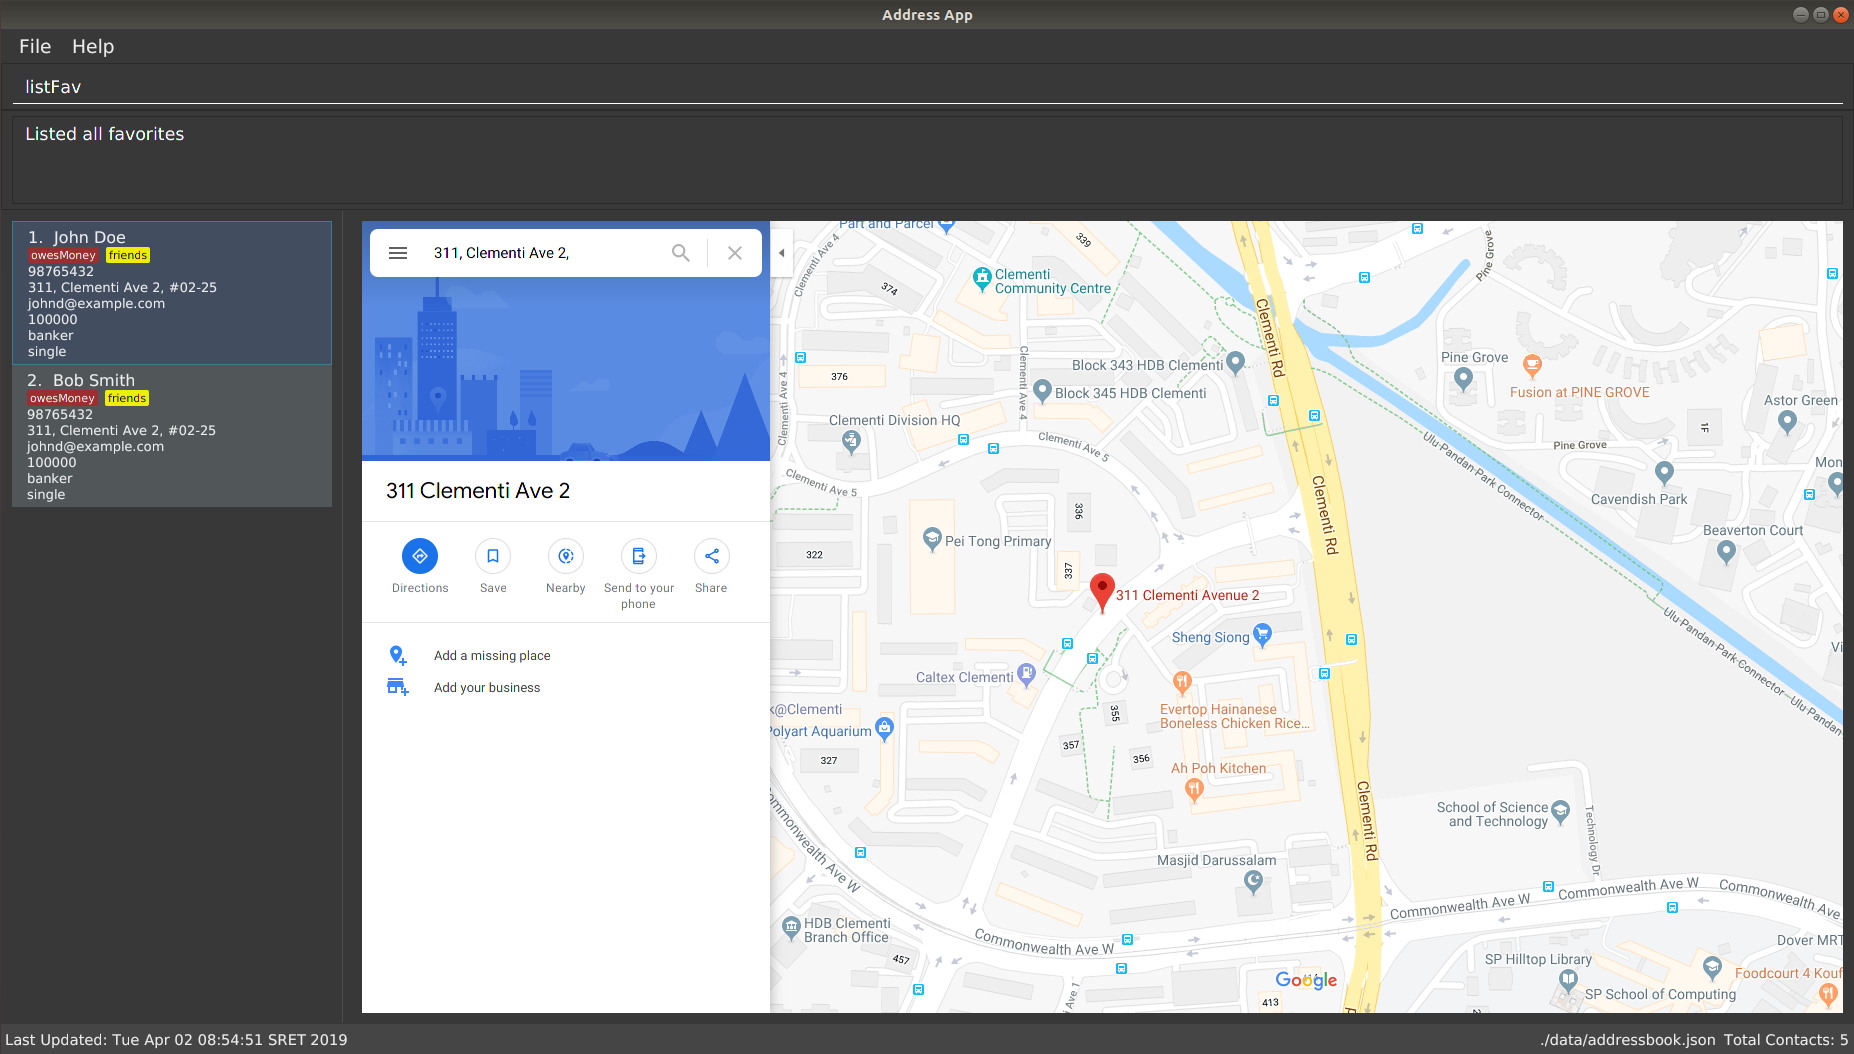 Address App
File Help
listFav
Listed all favorites
1. John Doe
owesMoney friends
98765432
311, Clementi Ave 2, #02-25
johnd@example.com
100000
banker
single
2. Bob Smith
owesMoney friends
98765432
311, Clementi Ave 2, #02-25
johnd@example.com
100000
banker
single
311, Clementi Ave 2,
311 Clementi Ave 2
Directions
Save
Nearby
Send to your
phone
Share
Add a missing place
Add your business
Part and Parcel
339
Pine Grove
Clementi Ave 4
374
Clementi
Community Centre
Clementi Rd
Clementi Ave 4
Clementi Ave 4
376
Block 343 HDB Clementi
Block 345 HDB Clementi
Pine Grove
Fusion at PINE GROVE
Astor Green
Clementi Division HQ
Clementi Ave 5
1F
Pine Grove
Ulu Pandan Park Connector
Mon
Clementi Ave 5
Clementi Rd
Cavendish Park
336
Beaverton Court
Pei Tong Primary
322
337
311 Clementi Avenue 2
Sheng Siong
Ulu-Pandan-Park-Connector—Ulu-Pandan
Vi
Caltex Clementi
k@Clementi
355
Evertop Hainanese
Boneless Chicken Rice...
Polyart Aquarium
357
356
327
Ah Poh Kitchen
Clementi Rd
School of Science
and Technology
Technology Dr
Commonwealth Ave W
Masjid Darussalam
Commonwealth Ave W
Commonwealth Ave W
Commonwealth Ave
HDB Clementi
Branch Office
Commonwealth Ave W
Dover MRT
457
SP Hilltop Library
Foodcourt 4 Kouf
Google
SP School of Computing
413
Ave 1
Last Updated: Tue Apr 02 08:54:51 SRET 2019
./data/addressbook.json Total Contacts: 5